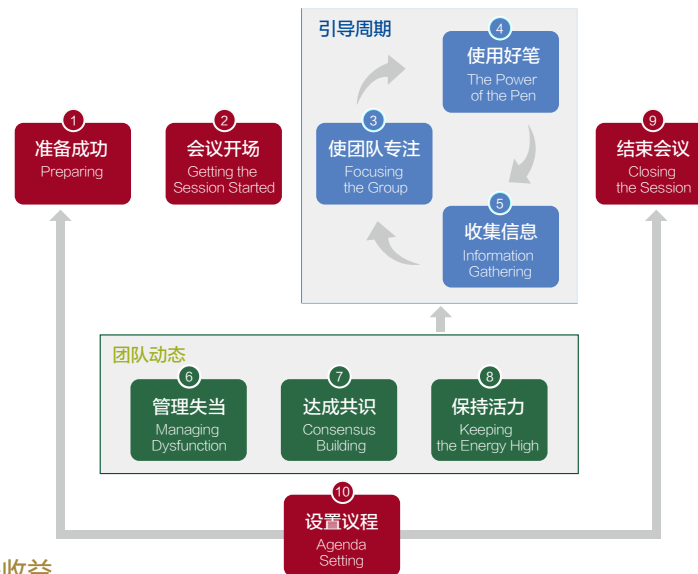 引导周期
1
准备成功
Preparing
2
会议开场
Getting the
Session Started
3
使团队专注
Focusing
the Group
4
使用好笔
The Power
of the Pen
5
收集信息
Information
Gathering
9
结束会议
Closing
the Session
团队动态
6
管理失当
Managing
Dysfunction
7
达成共识
Consensus
Building
8
保持活力
Keeping
the Energy High
10
设置议程
Agenda
Setting
收益